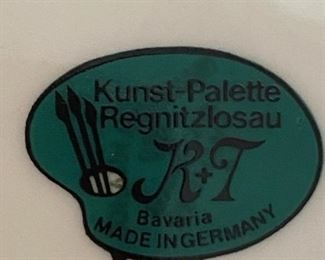 Kunst-Palette
Regnitzlosau
K+T
Bavaria
MADE IN GERMANY